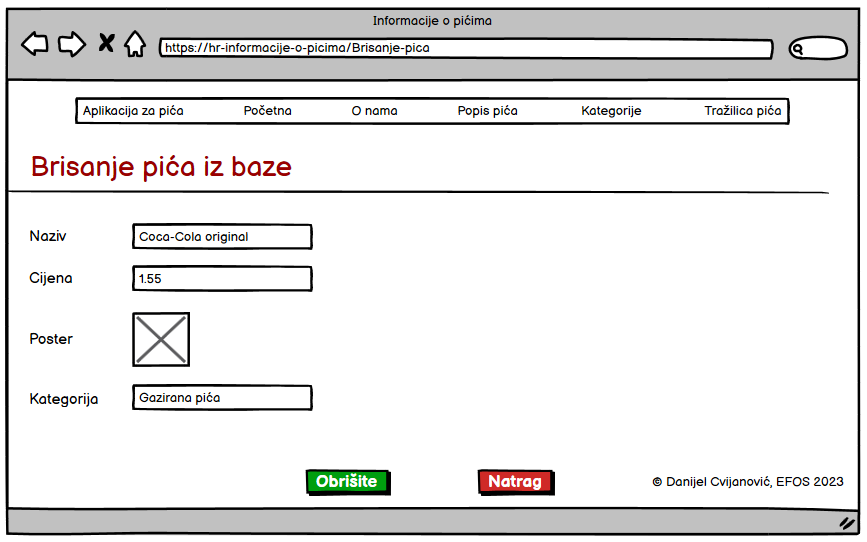 Informacije o pićima
https://hr-informacije-o-picima/Brisanje-pica
Aplikacija za pića Početna O nama Popis pića Kategorije Tražilica pića
Brisanje pića iz baze
Naziv Coca-Cola original
Cijena 1.55
Poster
Kategorija Gazirana pića
Obrišite Natrag © Danijel Cvijanović, EFOS 2023